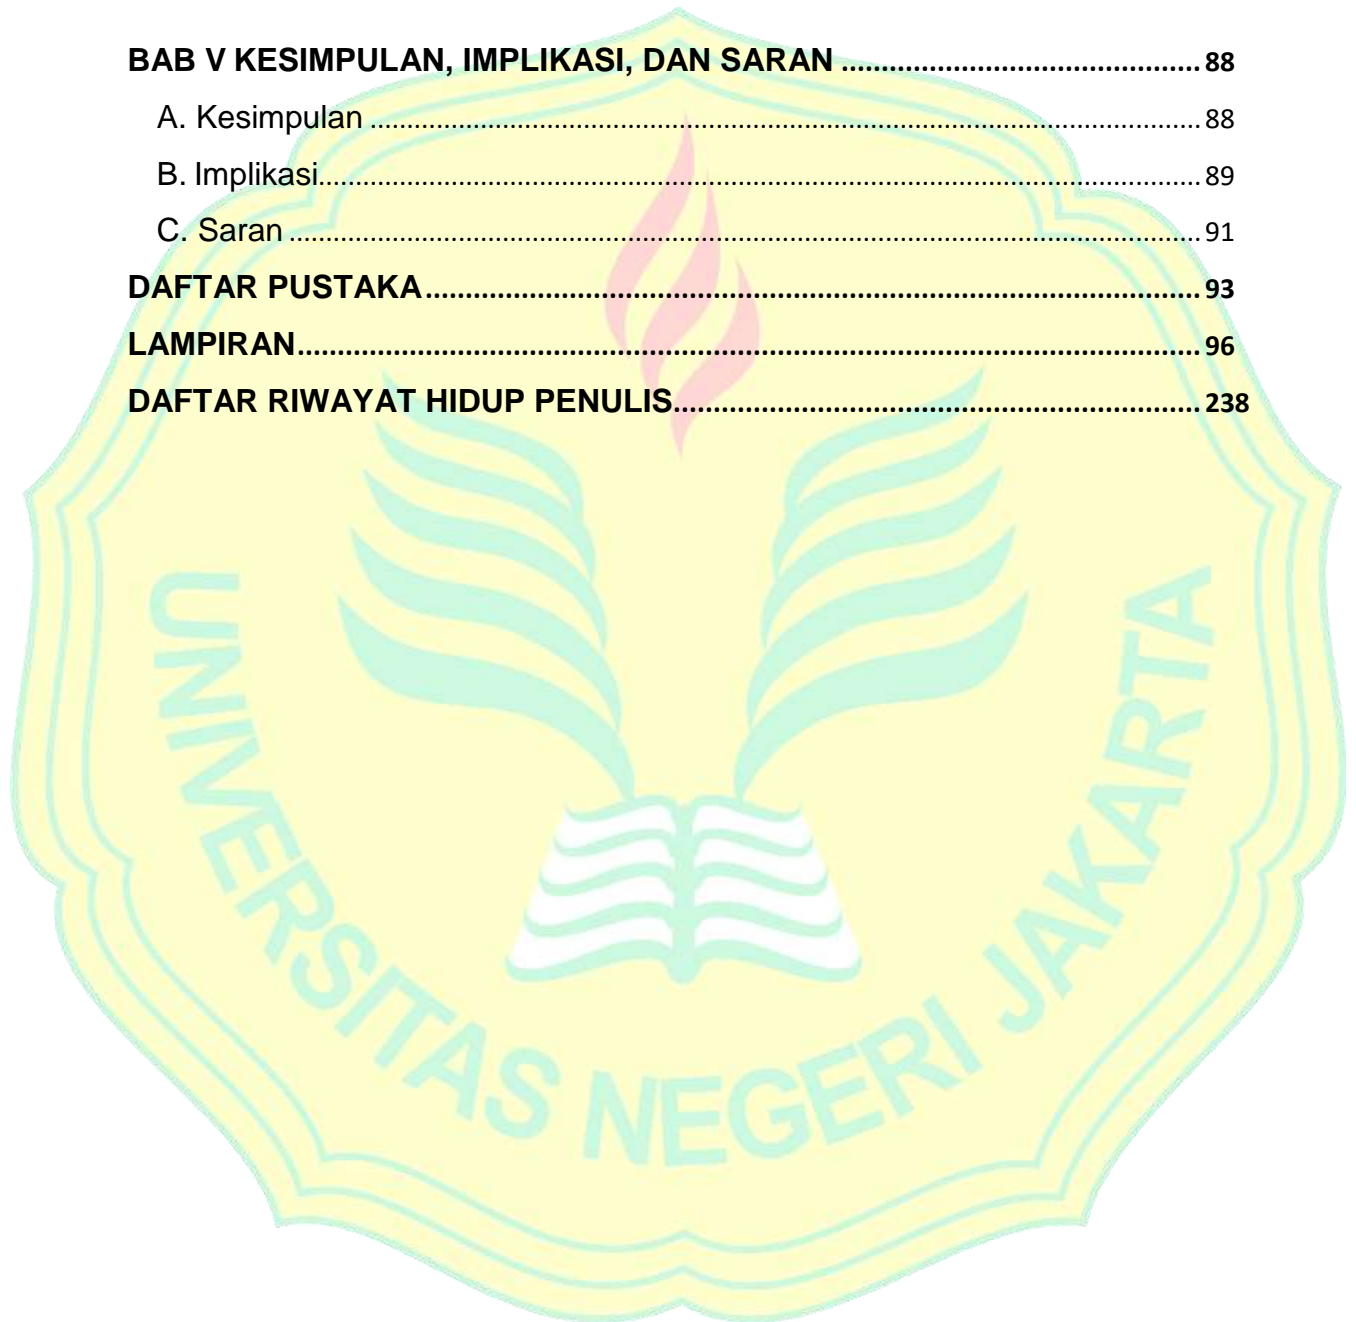 BAB V KESIMPULAN, IMPLIKASI, DAN SARAN ............................................. 88
A. Kesimpulan ........................................................................................................ 88
B. Implikasi.............................................................................................................. 89
C. Saran .................................................................................................................. 91
DAFTAR PUSTAKA ................................................................................................. 93
LAMPIRAN................................................................................................................. 96
DAFTAR RIWAYAT HIDUP PENULIS.................................................................. 238
UNIVERSITAS NEGERI JAKARTA